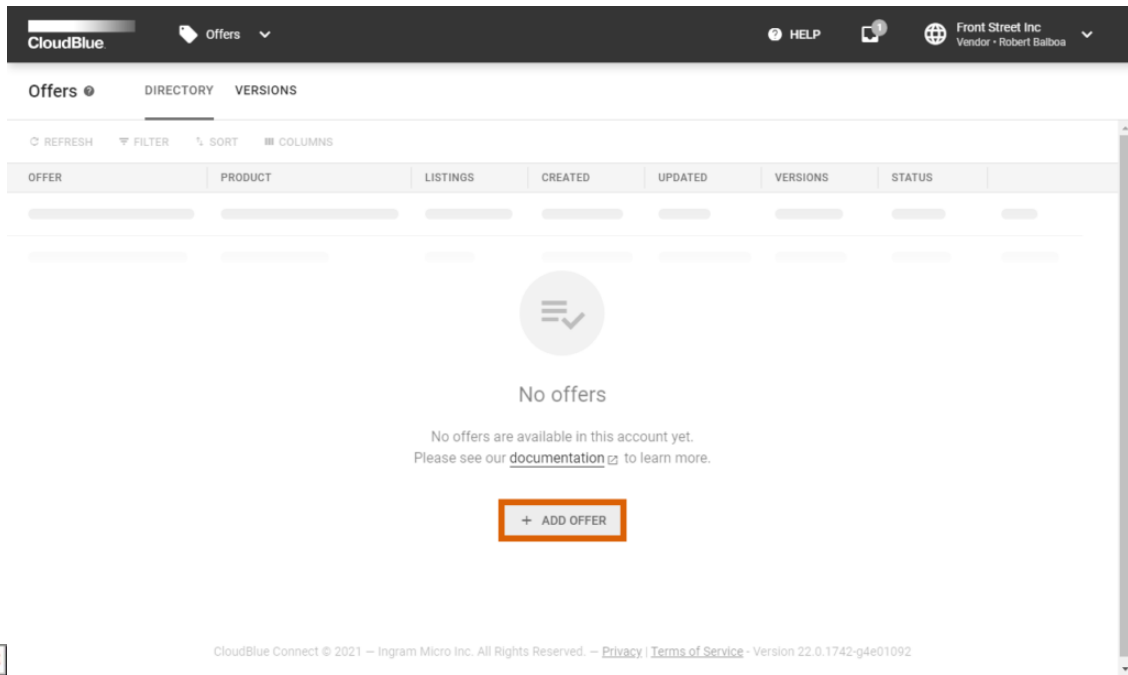 CloudBlue.
Offers
HELP
1
Front Street Inc
Vendor • Robert Balboa
Offers
DIRECTORY
VERSIONS
REFRESH
FILTER
SORT
COLUMNS
OFFER
PRODUCT
LISTINGS
CREATED
UPDATED
VERSIONS
STATUS
No offers
No offers are available in this account yet.
Please see our documentation to learn more.
+ ADD OFFER
CloudBlue Connect © 2021 — Ingram Micro Inc. All Rights Reserved. — Privacy | Terms of Service - Version 22.0.1742-g4e01092